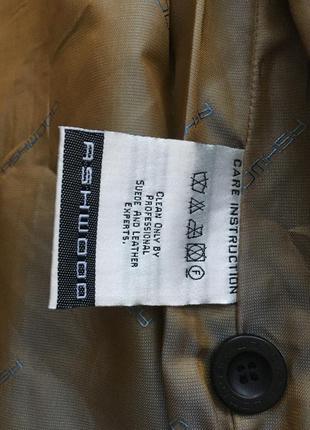 CARE INSTRUCTION
F
CLEAN ONLY BY
PROFESSIONAL
SUEDE AND LEATHER
EXPERTS.
ASHWOOD